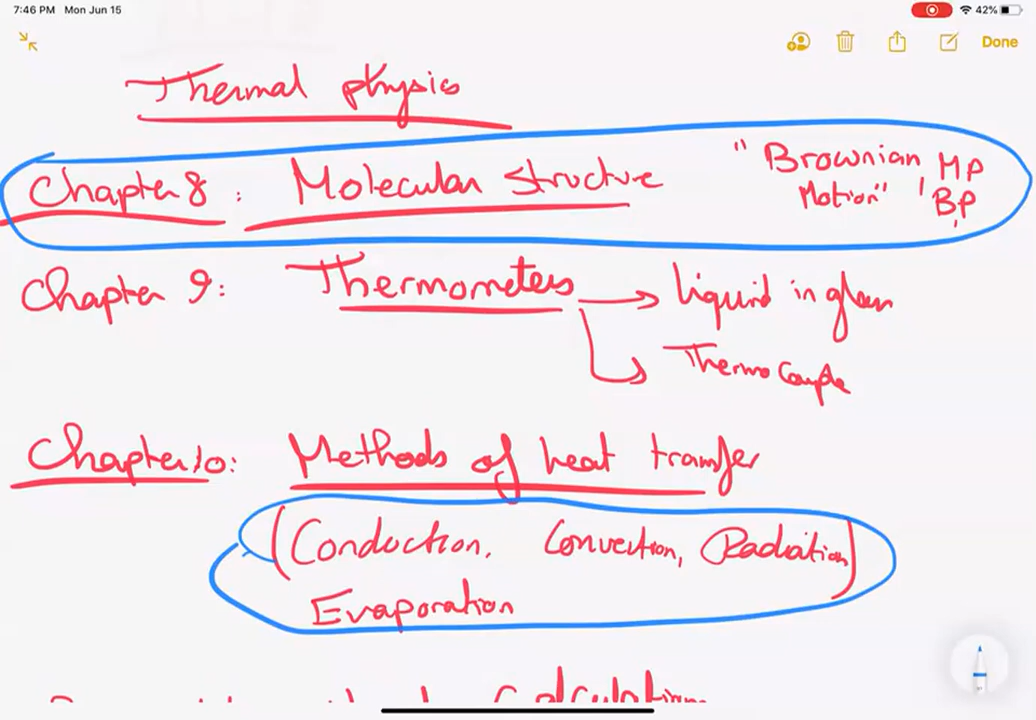 7:46 PM Mon Jun 15
42%
Done
Thermal physics
Chapter 8 : Molecular Structure "Brownian Motion" MP, BP
Chapter 9: Thermometers → Liquid in glass
Thermo Couple
Chapter 10: Methods of heat transfer
(Conduction, Convection, Radiation)
Evaporation